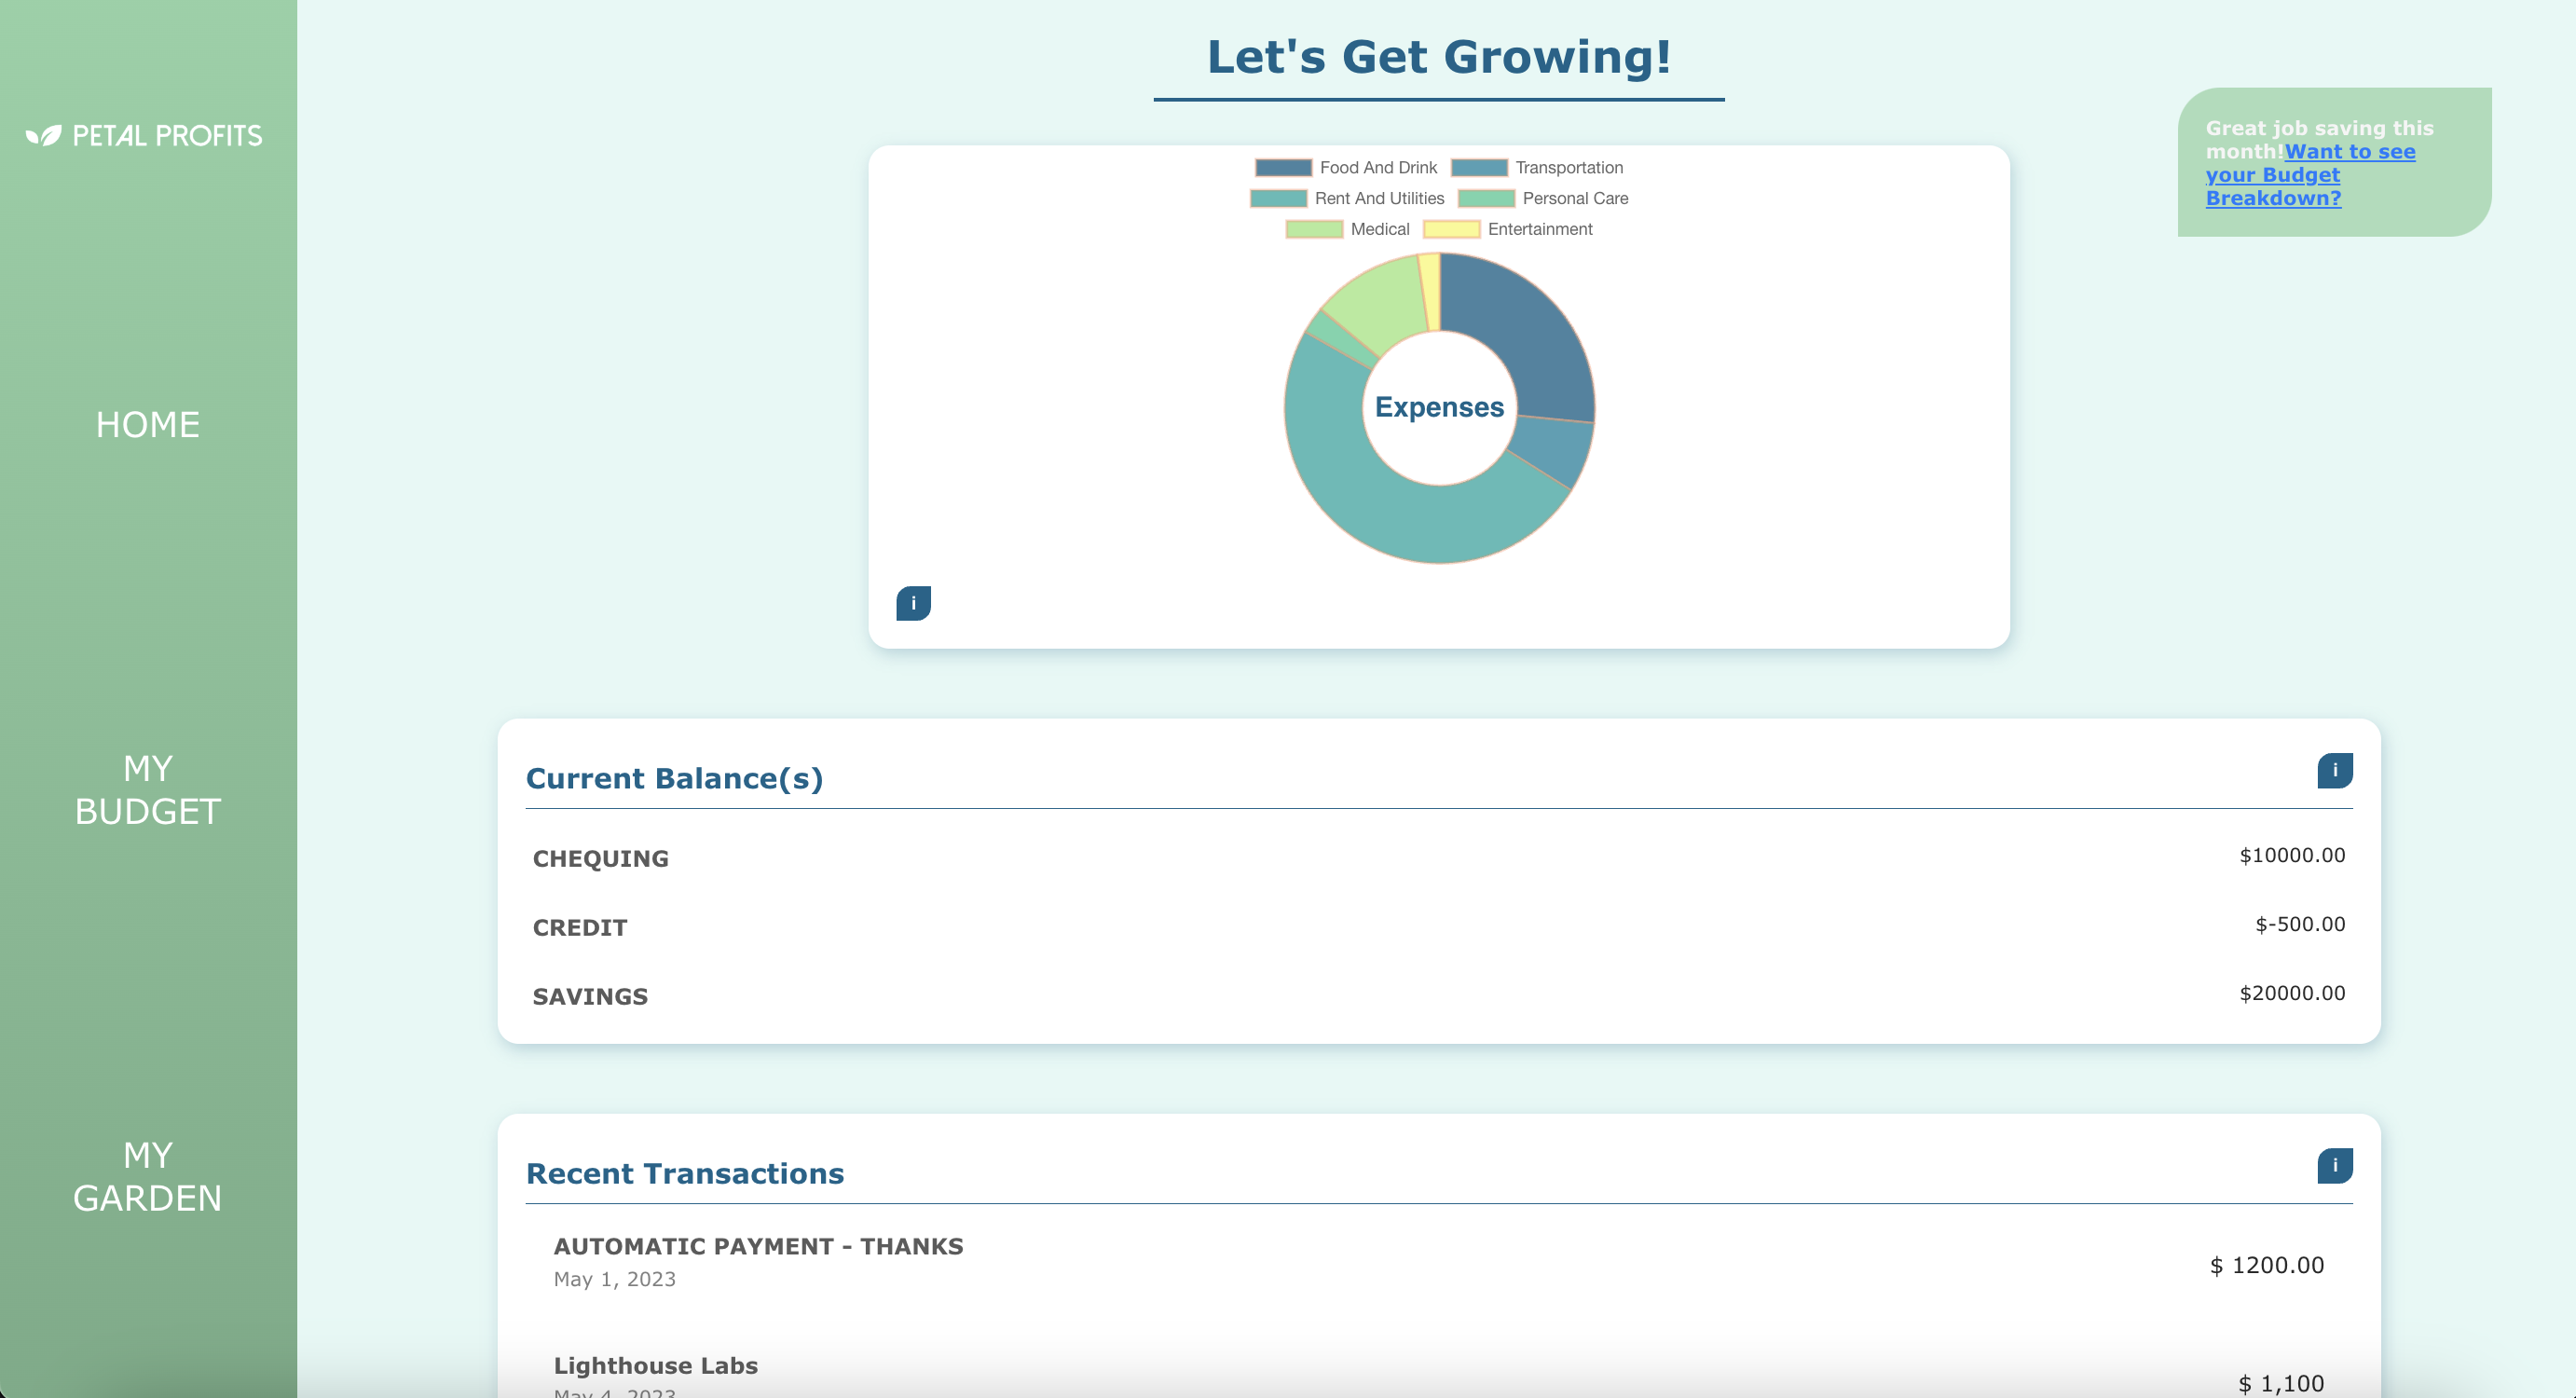 PETAL PROFITS
HOME
MY
BUDGET
MY
GARDEN
Let's Get Growing!
Great job saving this
month!Want to see
your Budget
Breakdown?
Food And Drink Transportation
Rent And Utilities Personal Care
Medical Entertainment
Expenses
i
Current Balance(s) i
CHEQUING $10000.00
CREDIT $-500.00
SAVINGS $20000.00
Recent Transactions i
AUTOMATIC PAYMENT - THANKS
May 1, 2023
$ 1200.00
Lighthouse Labs
May 4, 2023
$ 1,100